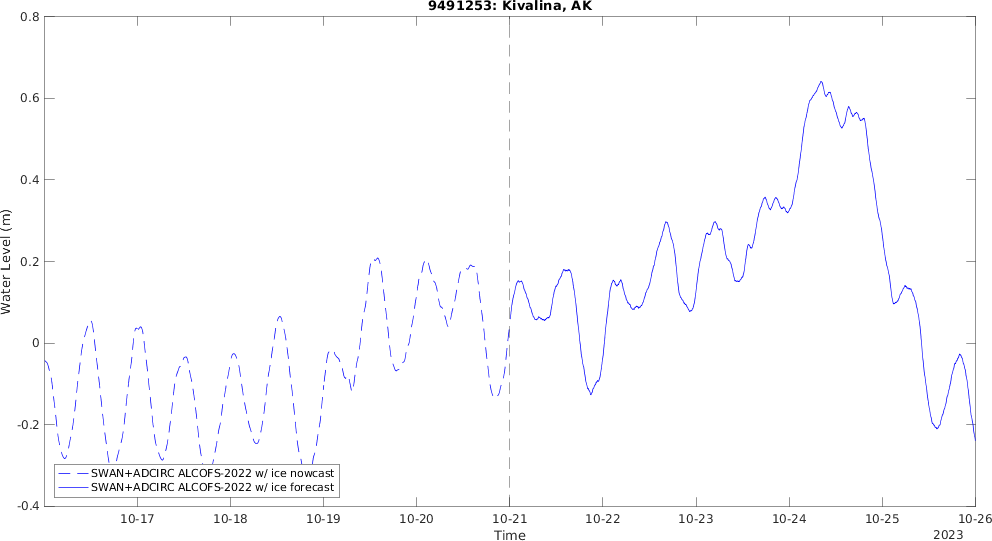 9491253: Kivalina, AK
0.8
0.6
0.4
0.2
0
-0.2
-0.4
Water Level (m)
SWAN+ADCIRC ALCOFS-2022 w/ ice nowcast
SWAN+ADCIRC ALCOFS-2022 w/ ice forecast
10-17 10-18 10-19 10-20 10-21 10-22 10-23 10-24 10-25 10-26
Time
2023